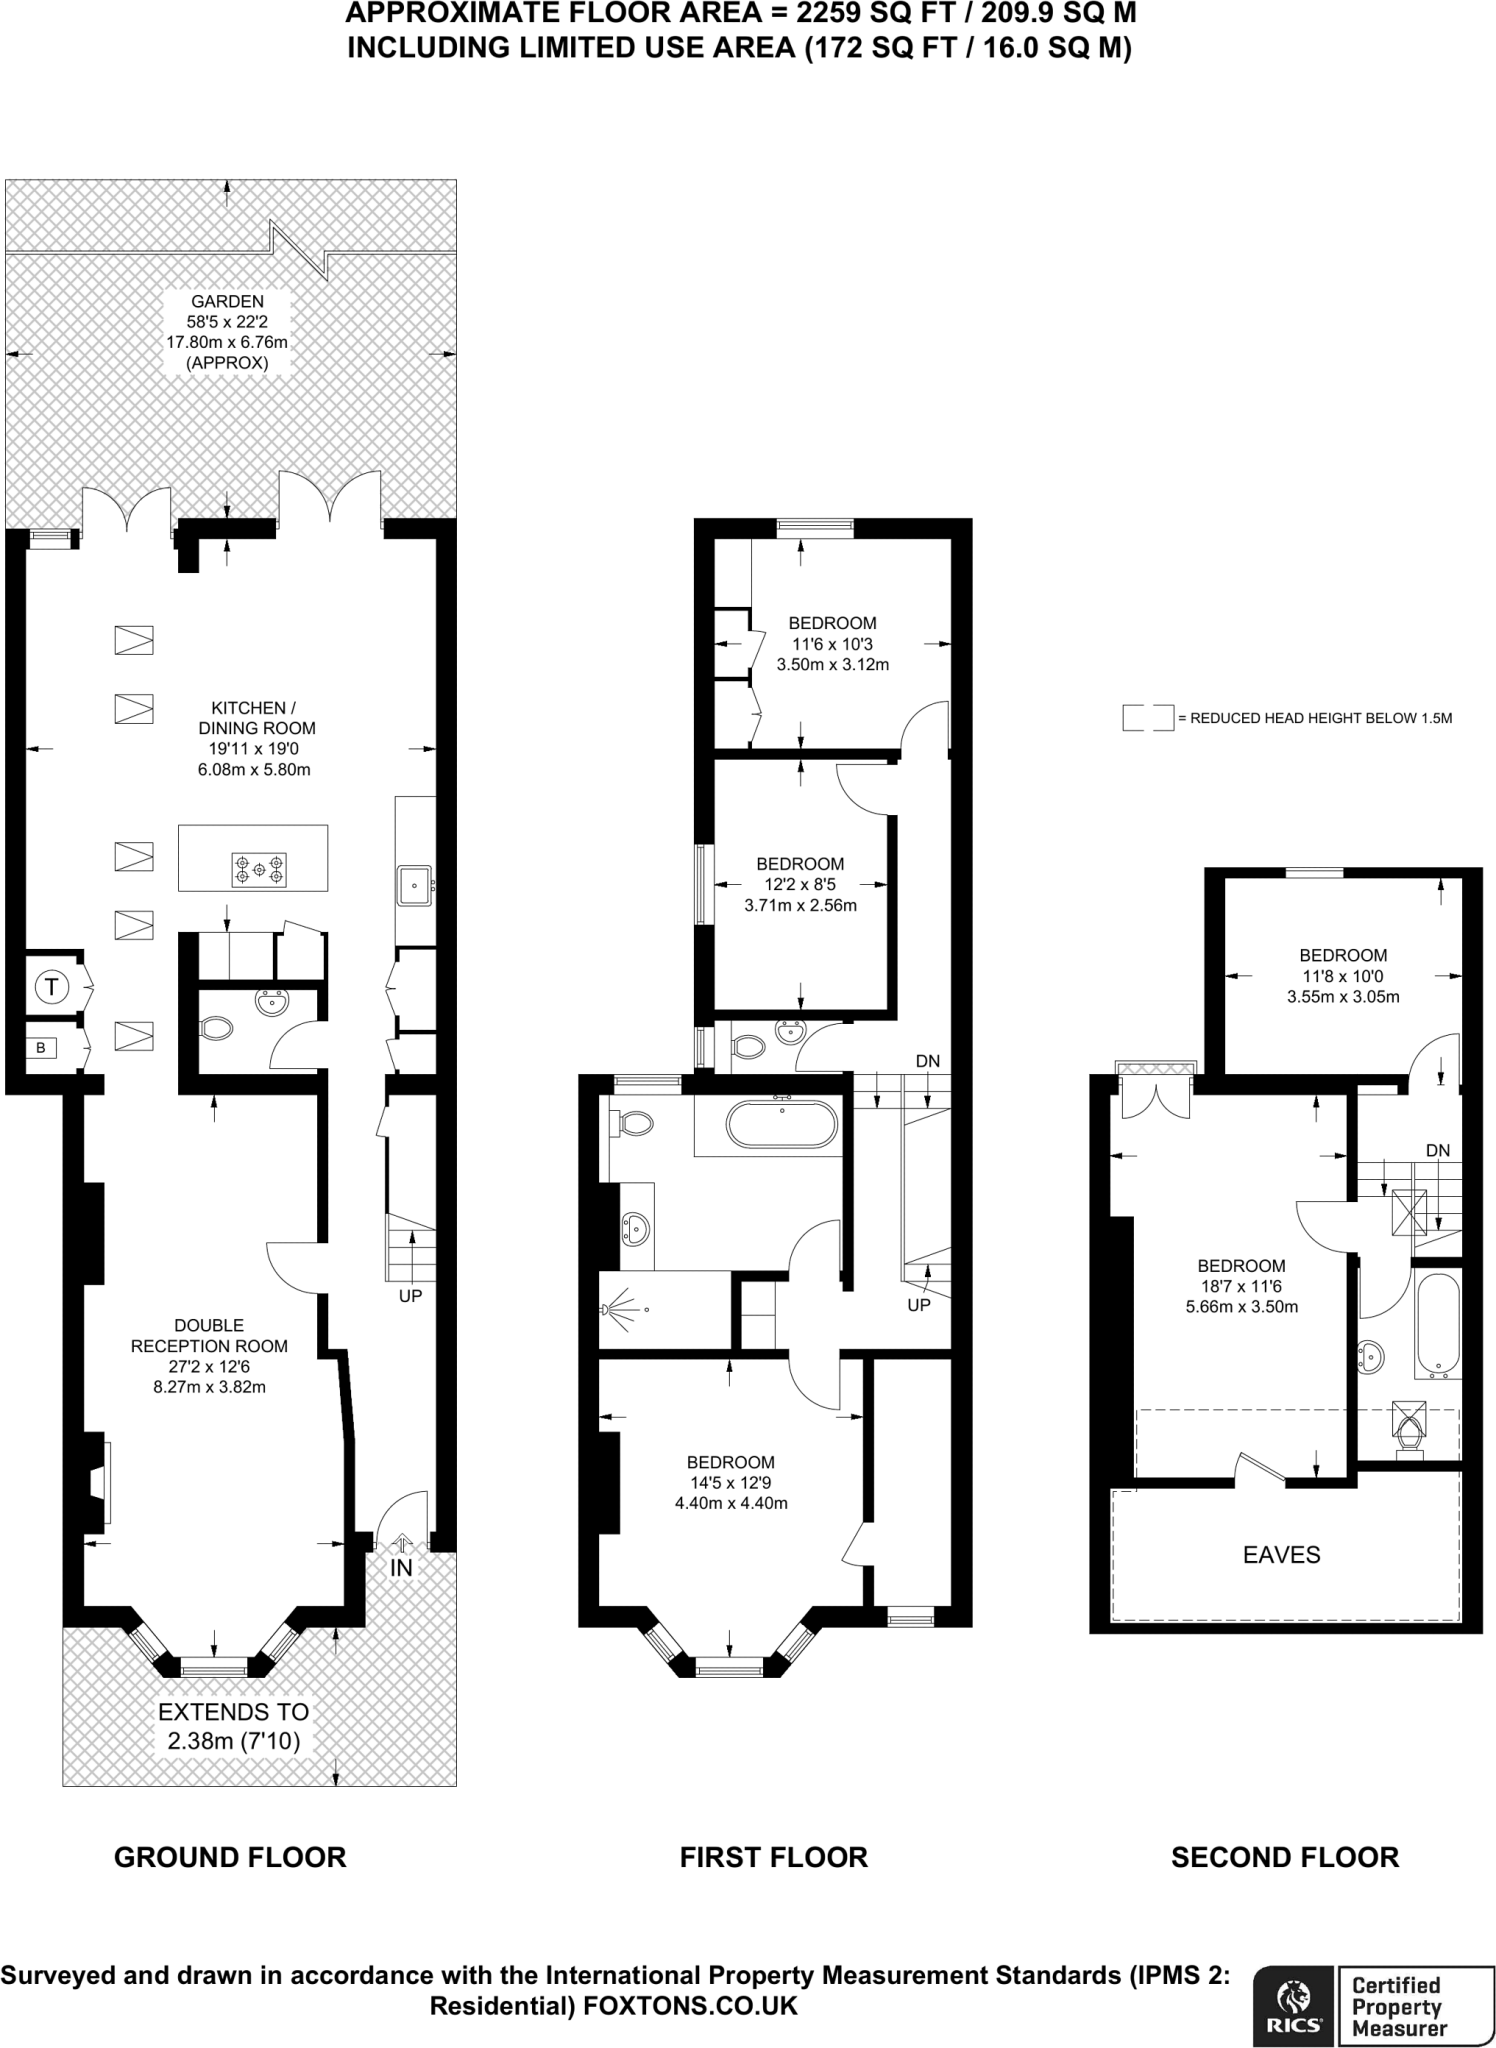 APPROXIMATE FLOOR AREA = 2259 SQ FT / 209.9 SQ M
INCLUDING LIMITED USE AREA (172 SQ FT / 16.0 SQ M)
GARDEN
58'5 x 22'2
17.80m x 6.76m
(APPROX)
KITCHEN /
DINING ROOM
19'11 x 19'0
6.08m x 5.80m
T
B
UP
DOUBLE
RECEPTION ROOM
27'2 x 12'6
8.27m x 3.82m
IN
EXTENDS TO
2.38m (7'10)
GROUND FLOOR
BEDROOM
11'6 x 10'3
3.50m x 3.12m
BEDROOM
12'2 x 8'5
3.71m x 2.56m
DN
UP
BEDROOM
14'5 x 12'9
4.40m x 4.40m
FIRST FLOOR
= REDUCED HEAD HEIGHT BELOW 1.5M
BEDROOM
11'8 x 10'0
3.55m x 3.05m
DN
BEDROOM
18'7 x 11'6
5.66m x 3.50m
EAVES
SECOND FLOOR
Surveyed and drawn in accordance with the International Property Measurement Standards (IPMS 2:
Residential) FOXTONS.CO.UK
RICS
Certified
Property
Measurer